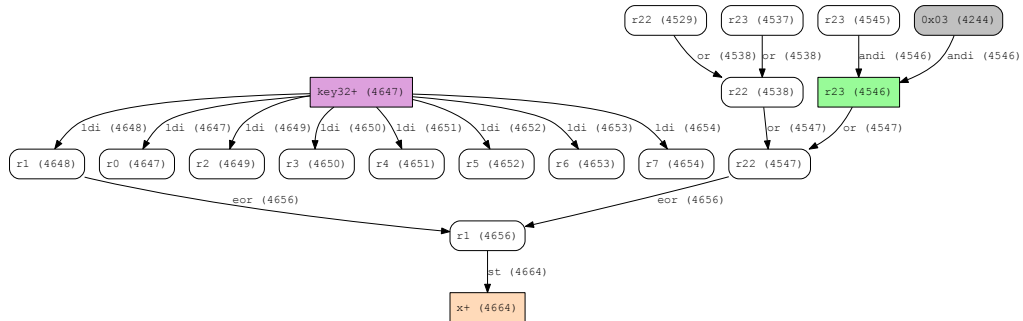 r22 (4529)
r23 (4537)
r23 (4545)
0x03 (4244)
or (4538)
or (4538)
andi (4546)
andi (4546)
key32+ (4647)
r22 (4538)
r23 (4546)
ldi (4648)
ldi (4647)
ldi (4649)
ldi (4650)
ldi (4651)
ldi (4652)
ldi (4653)
ldi (4654)
or (4547)
or (4547)
r1 (4648)
r0 (4647)
r2 (4649)
r3 (4650)
r4 (4651)
r5 (4652)
r6 (4653)
r7 (4654)
r22 (4547)
eor (4656)
eor (4656)
r1 (4656)
st (4664)
x+ (4664)